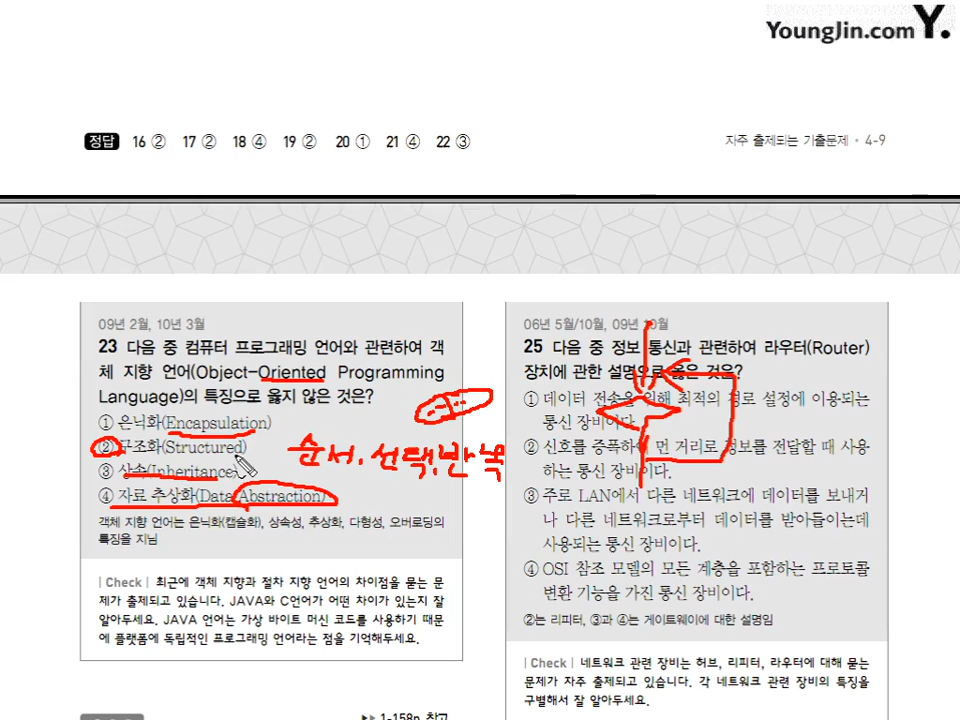 YoungJin.com Y.
정답 16 ② 17 ② 18 ④ 19 ② 20 ① 21 ④ 22 ③
자주 출제되는 기출문제 • 4-9
09년 2월, 10년 3월
23 다음 중 컴퓨터 프로그래밍 언어와 관련하여 객
체 지향 언어(Object-Oriented Programming
Language)의 특징으로 옳지 않은 것은?
① 은닉화(Encapsulation)
② 구조화(Structured)
③ 상속(Inheritance)
④ 자료 추상화(Data Abstraction)
순서. 선택, 반복
객체 지향 언어는 은닉화(캡슐화), 상속성, 추상화, 다형성, 오버로딩의
특징을 지님
| Check | 최근에 객체 지향과 절차 지향 언어의 차이점을 묻는 문
제가 출제되고 있습니다. JAVA와 C언어가 어떤 차이가 있는지 잘
알아두세요. JAVA 언어는 가상 바이트 머신 코드를 사용하기 때문
에 플랫폼에 독립적인 프로그래밍 언어라는 점을 기억해두세요.
▶▶ 1-158p 참고
06년 5월/10월, 09년 10월
25 다음 중 정보 통신과 관련하여 라우터(Router)
장치에 관한 설명으로 옳은 것은?
① 데이터 전송을 위해 최적의 경로 설정에 이용되는
통신 장비이다.
② 신호를 증폭하여 먼 거리로 정보를 전달할 때 사용
하는 통신 장비이다.
③ 주로 LAN에서 다른 네트워크에 데이터를 보내거
나 다른 네트워크로부터 데이터를 받아들이는데
사용되는 통신 장비이다.
④ OSI 참조 모델의 모든 계층을 포함하는 프로토콜
변환 기능을 가진 통신 장비이다.
②는 리피터, ③과 ④는 게이트웨이에 대한 설명임
| Check | 네트워크 관련 장비는 허브, 리피터, 라우터에 대해 묻는
문제가 자주 출제되고 있습니다. 각 네트워크 관련 장비의 특징을
구별해서 잘 알아두세요.